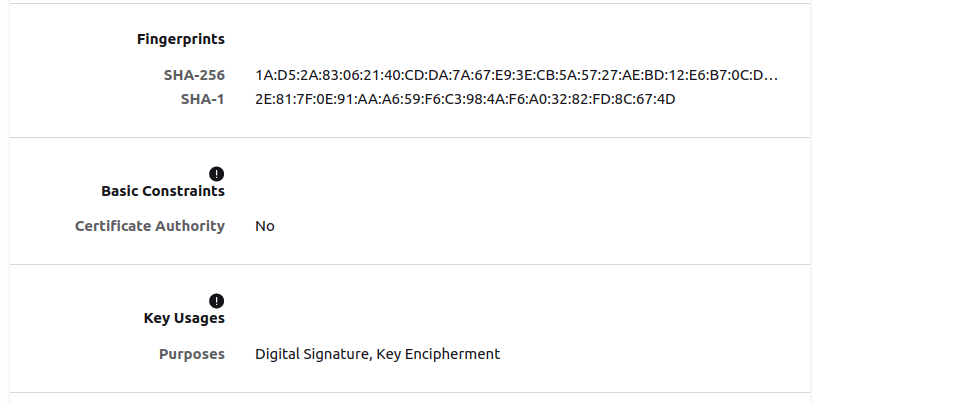 Fingerprints
SHA-256 1A:D5:2A:83:06:21:40:CD:DA:7A:67:E9:3E:CB:5A:57:27:AE:BD:12:E6:B7:0C:D…
SHA-1 2E:81:7F:0E:91:AA:A6:59:F6:C3:98:4A:F6:A0:32:82:FD:8C:67:4D
Basic Constraints
Certificate Authority No
Key Usages
Purposes Digital Signature, Key Encipherment